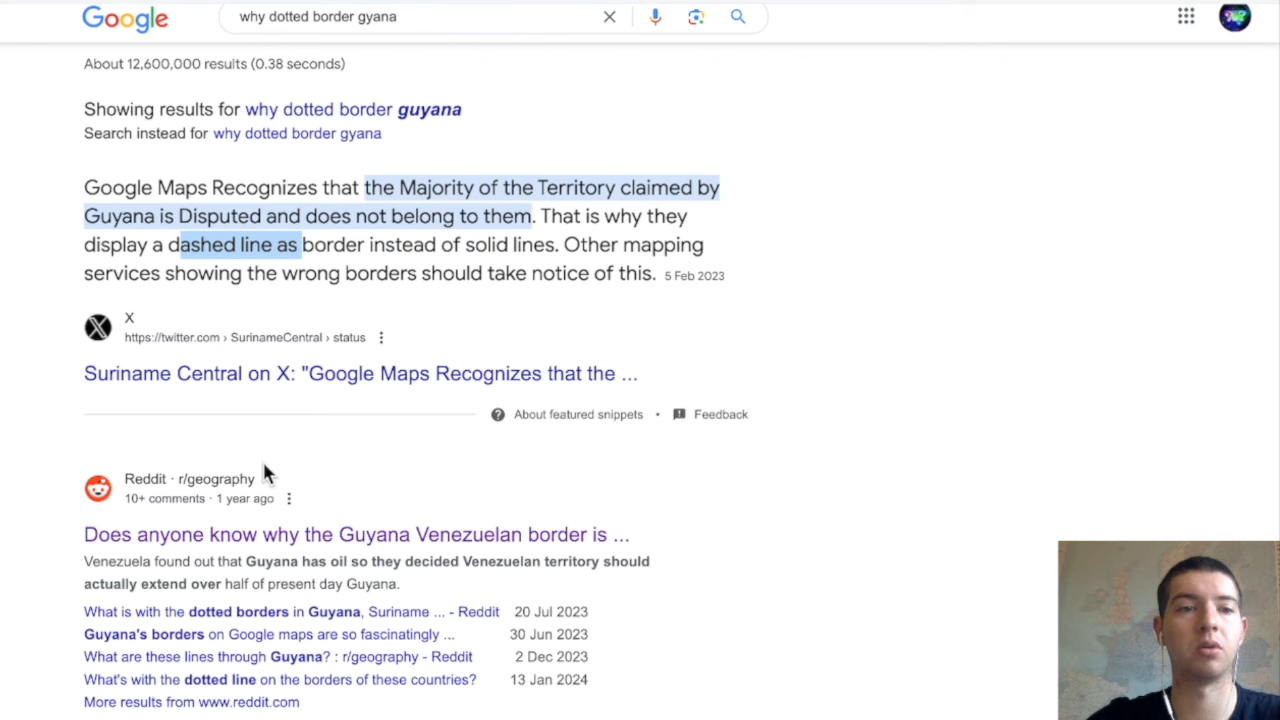 Google
why dotted border gyana
About 12,600,000 results (0.38 seconds)
Showing results for why dotted border guyana
Search instead for why dotted border gyana
Google Maps Recognizes that the Majority of the Territory claimed by
Guyana is Disputed and does not belong to them. That is why they
display a dashed line as border instead of solid lines. Other mapping
services showing the wrong borders should take notice of this. 5 Feb 2023
X
https://twitter.com › SurinameCentral › status
Suriname Central on X: "Google Maps Recognizes that the ...
About featured snippets • Feedback
Reddit · r/geography
10+ comments · 1 year ago
Does anyone know why the Guyana Venezuelan border is ...
Venezuela found out that Guyana has oil so they decided Venezuelan territory should
actually extend over half of present day Guyana.
What is with the dotted borders in Guyana, Suriname ... - Reddit 20 Jul 2023
Guyana's borders on Google maps are so fascinatingly ... 30 Jun 2023
What are these lines through Guyana? : r/geography - Reddit 2 Dec 2023
What's with the dotted line on the borders of these countries? 13 Jan 2024
More results from www.reddit.com